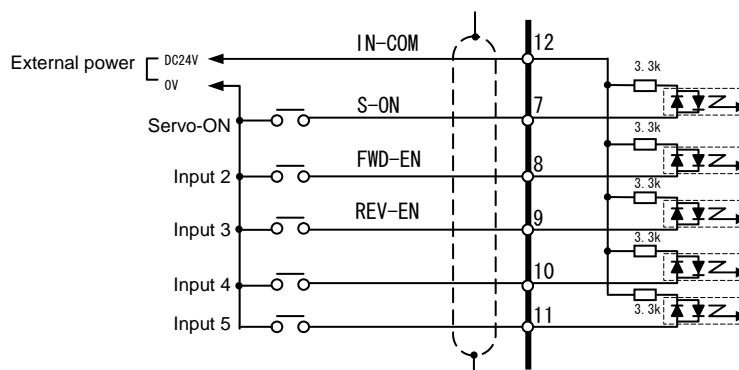 IN-COM
12
External power
DC24V
0V
3.3k
Servo-ON
S-ON
7
3.3k
Input 2
FWD-EN
8
3.3k
Input 3
REV-EN
9
3.3k
Input 4
10
Input 5
11
3.3k